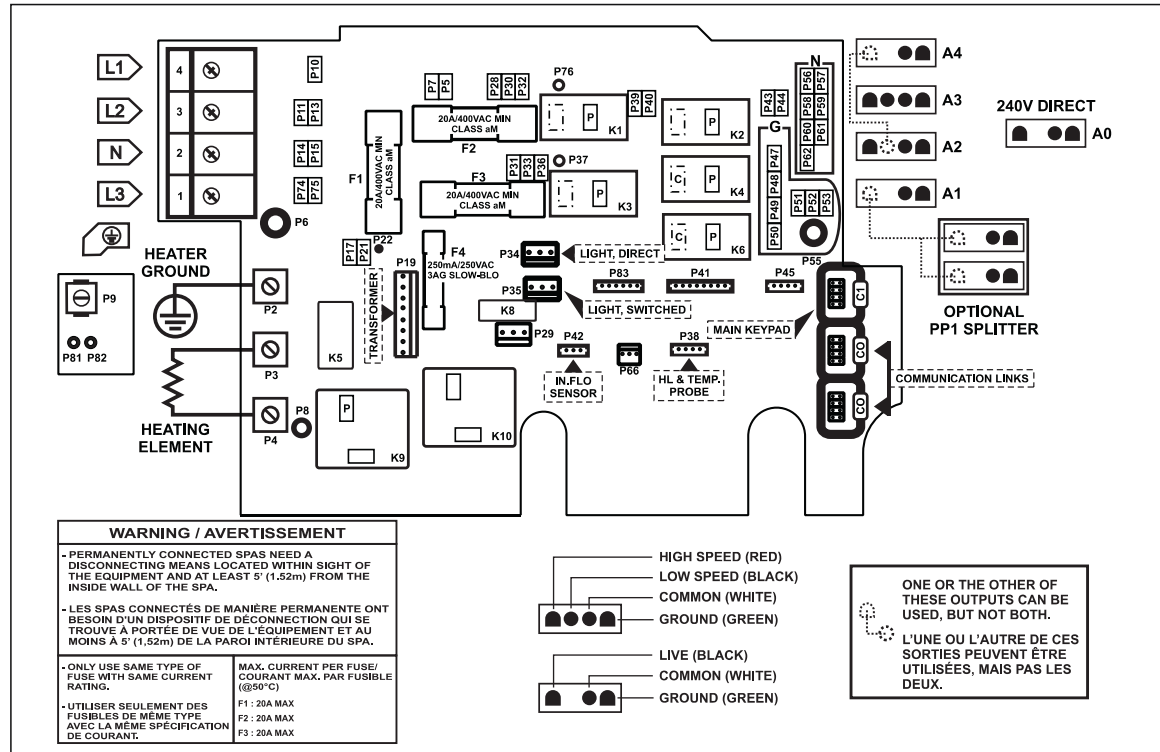 L1
L2
N
L3
4
3
2
1
P10
P11
P13
P14
P15
P74
P75
P6
HEATER
GROUND
P9
P81
P82
P2
P3
P4
HEATING
ELEMENT
P8
K5
K9
P
K10
F1
20A/400VAC MIN
CLASS aM
P7
P5
P28
P30
P32
20A/400VAC MIN
CLASS aM
F2
P76
P
K1
P39
P40
P
K2
P31
P33
P36
F3
20A/400VAC MIN
CLASS aM
P37
P
K3
C
P
K4
C
P
K6
P17
P21
P22
P19
TRANSFORMER
F4
250mA/250VAC
3AG SLOW-BLO
P34
LIGHT, DIRECT
P35
LIGHT, SWITCHED
K8
P29
P83
P41
P45
P42
IN.FLO
SENSOR
P66
P38
HL & TEMP.
PROBE
MAIN KEYPAD
P43
P44
G
P47
P48
P49
P50
P51
P52
P53
P55
N
P56
P57
P58
P59
P60
P61
P62
C1
CO
CO
COMMUNICATION LINKS
A4
A3
A2
A1
240V DIRECT
A0
OPTIONAL
PP1 SPLITTER
WARNING / AVERTISSEMENT
- PERMANENTLY CONNECTED SPAS NEED A
DISCONNECTING MEANS LOCATED WITHIN SIGHT OF
THE EQUIPMENT AND AT LEAST 5' (1.52m) FROM THE
INSIDE WALL OF THE SPA.
- LES SPAS CONNECTÉS DE MANIÈRE PERMANENTE ONT
BESOIN D'UN DISPOSITIF DE DÉCONNECTION QUI SE
TROUVE À PORTÉE DE VUE DE L'ÉQUIPEMENT ET AU
MOINS À 5' (1,52m) DE LA PAROI INTÉRIEURE DU SPA.
- ONLY USE SAME TYPE OF
FUSE WITH SAME CURRENT
RATING.
- UTILISER SEULEMENT DES
FUSIBLES DE MÊME TYPE
AVEC LA MÊME SPÉCIFICATION
DE COURANT.
MAX. CURRENT PER FUSE/
COURANT MAX. PAR FUSIBLE
(@50°C)
F1 : 20A MAX
F2 : 20A MAX
F3 : 20A MAX
HIGH SPEED (RED)
LOW SPEED (BLACK)
COMMON (WHITE)
GROUND (GREEN)
LIVE (BLACK)
COMMON (WHITE)
GROUND (GREEN)
ONE OR THE OTHER OF
THESE OUTPUTS CAN BE
USED, BUT NOT BOTH.
L'UNE OU L'AUTRE DE CES
SORTIES PEUVENT ÊTRE
UTILISÉES, MAIS PAS LES
DEUX.